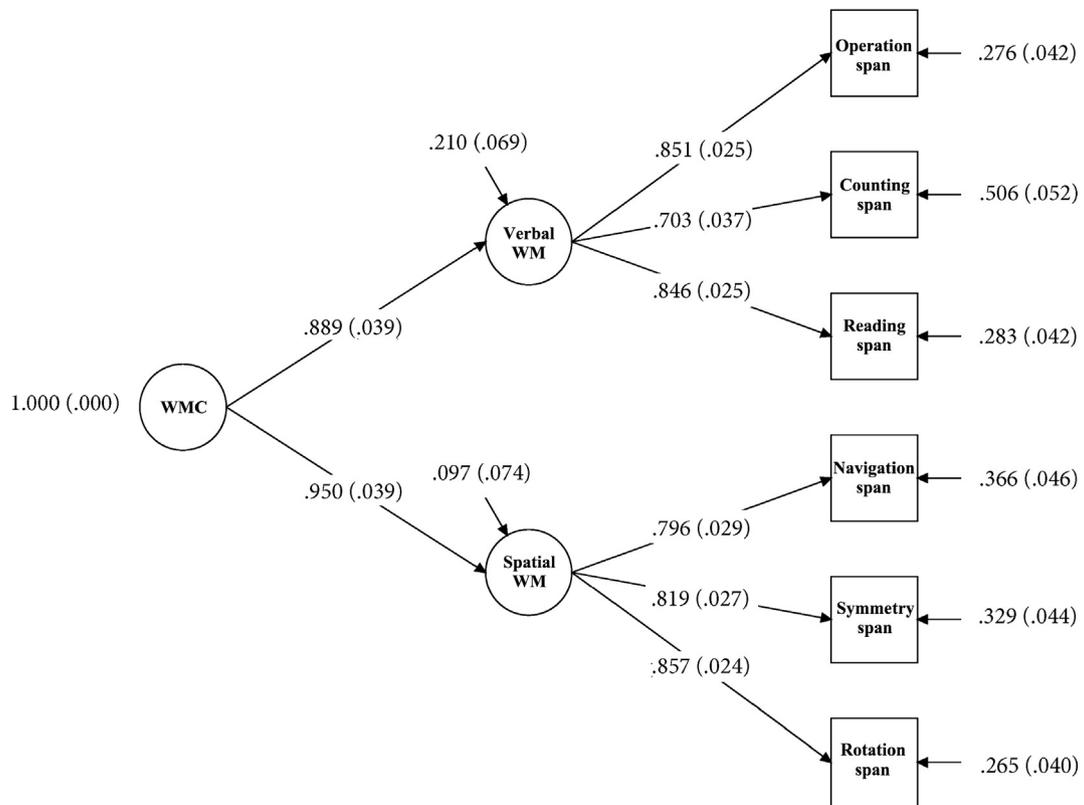 Operation
span
.276 (.042)
.210 (.069)
.851 (.025)
Counting
span
.506 (.052)
.703 (.037)
Verbal
WM
.846 (.025)
.889 (.039)
Reading
span
.283 (.042)
1.000 (.000)
WMC
.950 (.039)
.097 (.074)
Navigation
span
.366 (.046)
.796 (.029)
Spatial
WM
.819 (.027)
Symmetry
span
.329 (.044)
.857 (.024)
Rotation
span
.265 (.040)